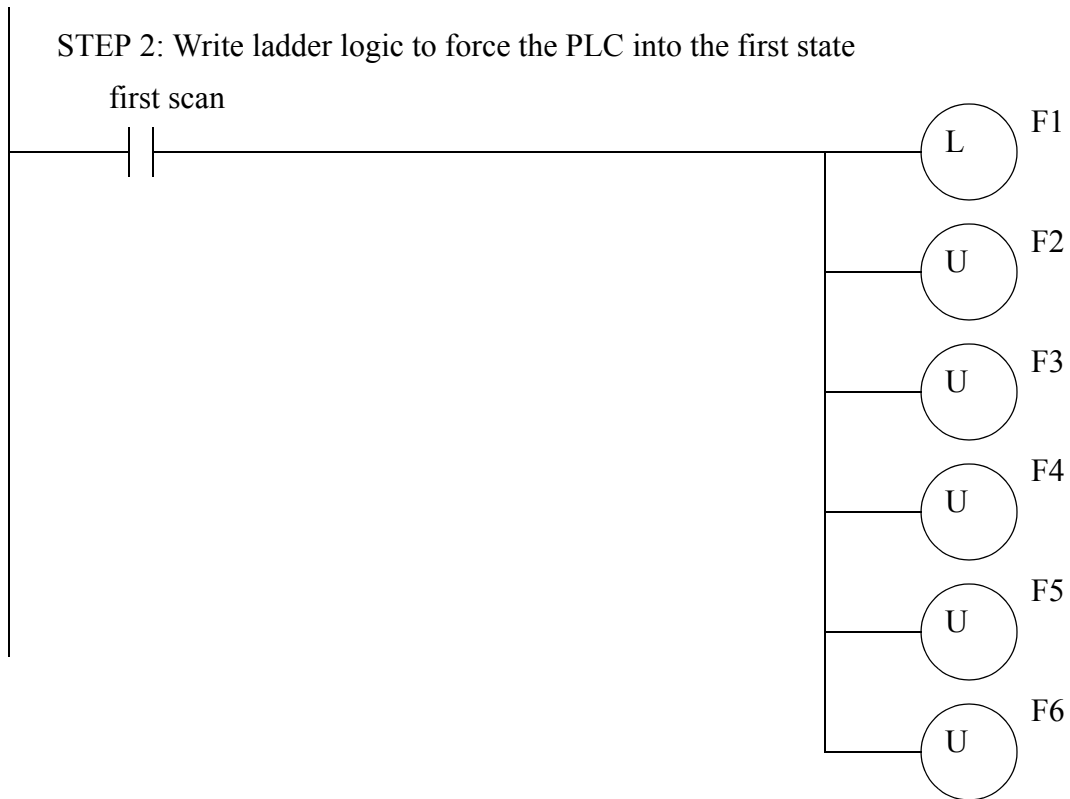 STEP 2: Write ladder logic to force the PLC into the first state
first scan
L F1
U F2
U F3
U F4
U F5
U F6